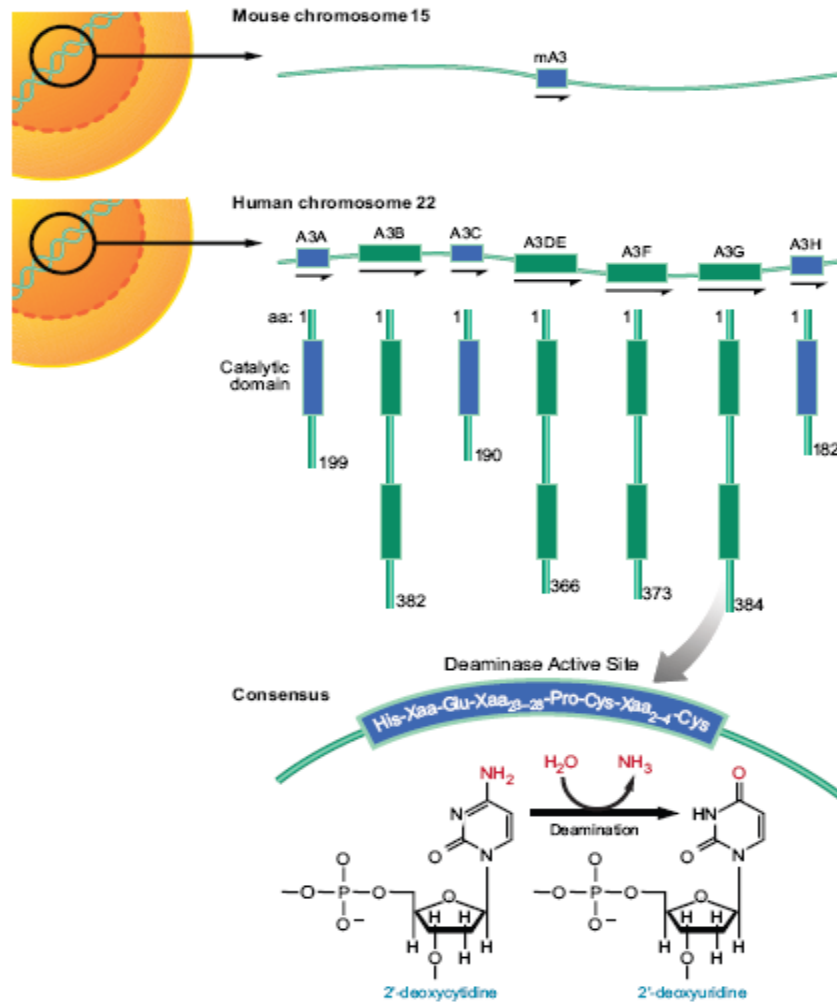 Mouse chromosome 15
mA3
Human chromosome 22
A3A A3B A3C A3DE A3F A3G A3H
aa: 1 1 1 1 1 1 1
Catalytic
domain
199 190 182
382 366 373 384
Deaminase Active Site
Consensus
His-Xaa-Glu-Xaa23–28-Pro-Cys-Xaa2–4-Cys
NH2 H2O NH3 O
N HN
Deamination
O N O N
O O
–O–P–O O –O–P–O O
O– H H O– H H
H O H H O H
2'-deoxycytidine 2'-deoxyuridine